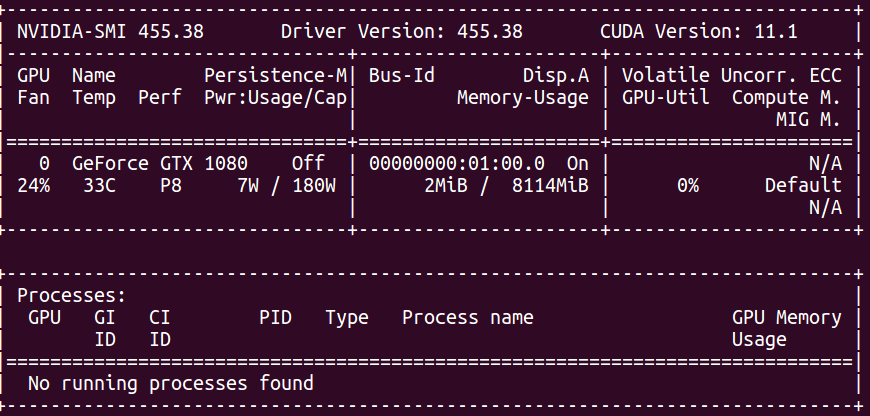 NVIDIA-SMI 455.38       Driver Version: 455.38       CUDA Version: 11.1
GPU  Name        Persistence-M| Bus-Id        Disp.A | Volatile Uncorr. ECC
Fan  Temp  Perf  Pwr:Usage/Cap|         Memory-Usage | GPU-Util  Compute M.
MIG M.
0  GeForce GTX 1080    Off  | 00000000:01:00.0  On |                  N/A
24%   33C    P8     7W / 180W |      2MiB /  8114MiB |      0%      Default
N/A
Processes:
GPU   GI   CI        PID   Type   Process name                  GPU Memory
ID   ID                                                   Usage
No running processes found